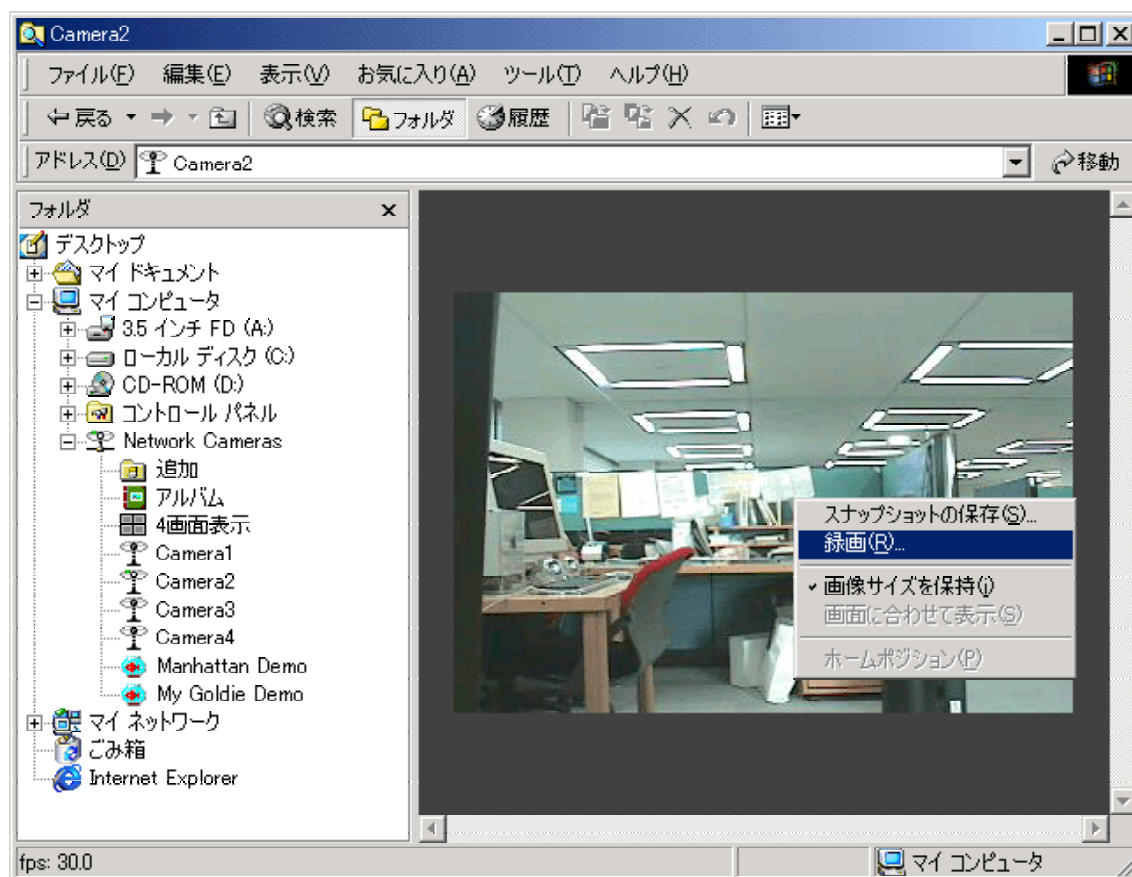 Camera2
ファイル(F) 編集(E) 表示(V) お気に入り(A) ツール(T) ヘルプ(H)
戻る 検索 フォルダ 履歴
アドレス(D) Camera2 移動
フォルダ
デスクトップ
マイ ドキュメント
マイ コンピュータ
3.5 インチ FD (A:)
ローカル ディスク (C:)
CD-ROM (D:)
コントロール パネル
Network Cameras
追加
アルバム
4画面表示
Camera1
Camera2
Camera3
Camera4
Manhattan Demo
My Goldie Demo
マイ ネットワーク
ごみ箱
Internet Explorer
スナップショットの保存(S)...
録画(R)...
画像サイズを保持(I)
画面に合わせて表示(S)
ホームポジション(P)
fps: 30.0
マイ コンピュータ